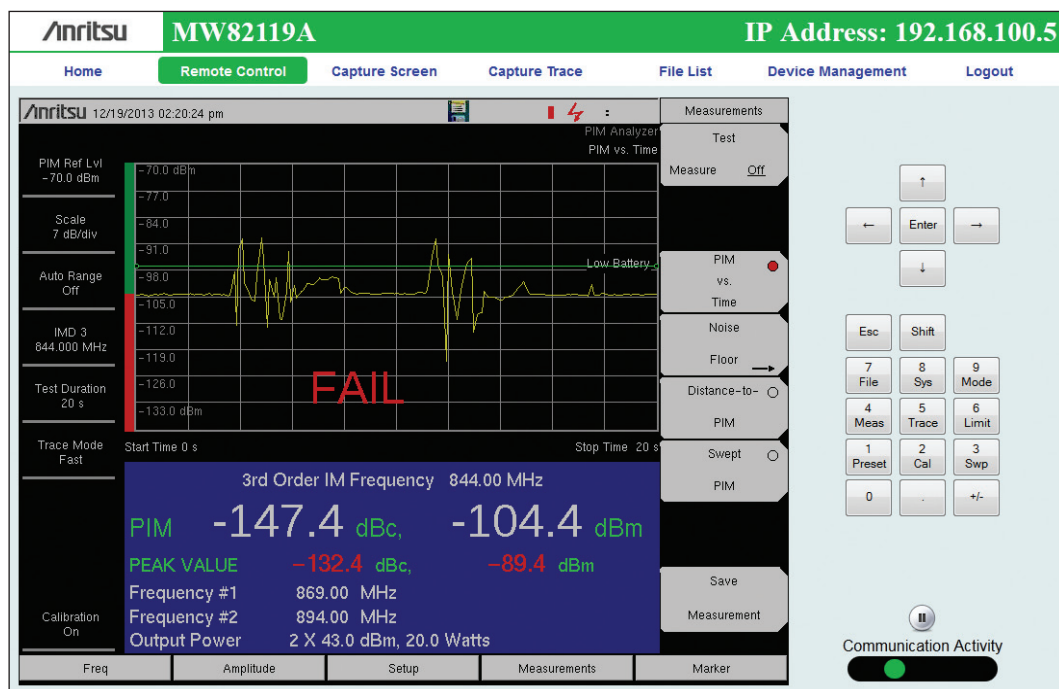 Anritsu MW82119A IP Address: 192.168.100.5
Home Remote Control Capture Screen Capture Trace File List Device Management Logout
Anritsu 12/19/2013 02:20:24 pm :
PIM Analyzer
PIM vs. Time
PIM Ref Lvl
-70.0 dBm
Scale
7 dB/div
Auto Range
Off
IMD 3
844.000 MHz
Test Duration
20 s
Trace Mode
Fast
Calibration
On
-70.0 dBm
-77.0
-84.0
-91.0
-98.0
-105.0
-112.0
-119.0
-126.0
-133.0 dBm
Low Battery
FAIL
Start Time 0 s Stop Time 20 s
3rd Order IM Frequency 844.00 MHz
PIM -147.4 dBc, -104.4 dBm
PEAK VALUE -132.4 dBc, -89.4 dBm
Frequency #1 869.00 MHz
Frequency #2 894.00 MHz
Output Power 2 X 43.0 dBm, 20.0 Watts
Freq Amplitude Setup Measurements Marker
Measurements
Test
Measure Off
PIM
vs.
Time
Noise
Floor
Distance-to-
PIM
Swept
PIM
Save
Measurement
↑
← Enter →
↓
Esc Shift
7 8 9
File Sys Mode
4 5 6
Meas Trace Limit
1 2 3
Preset Cal Swp
0 . +/-
Communication Activity